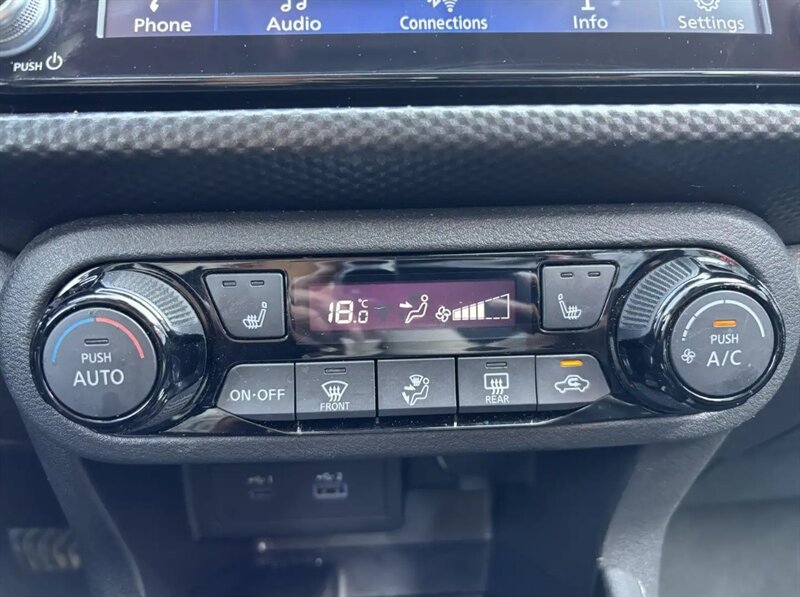 Phone Audio Connections Info Settings
PUSH
18.0 °C
PUSH
AUTO
ON·OFF
FRONT
REAR
PUSH
A/C